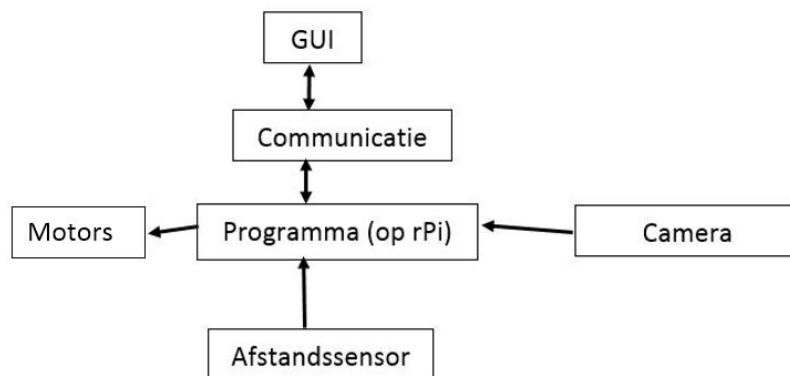 GUI
Communicatie
Motors
Programma (op rPi)
Camera
Afstandssensor